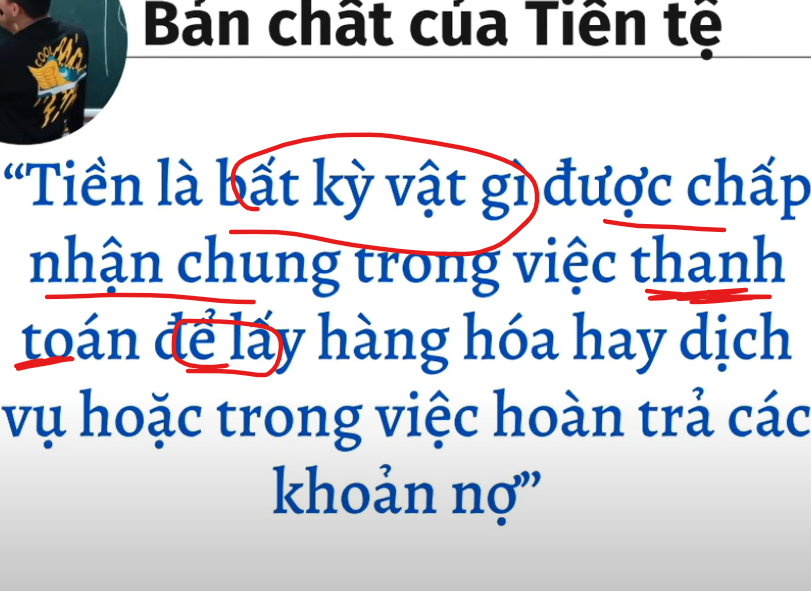 Bản chất của Tiền tệ
“Tiền là bất kỳ vật gì được chấp
nhận chung trong việc thanh
toán để lấy hàng hóa hay dịch
vụ hoặc trong việc hoàn trả các
khoản nợ”
COOL